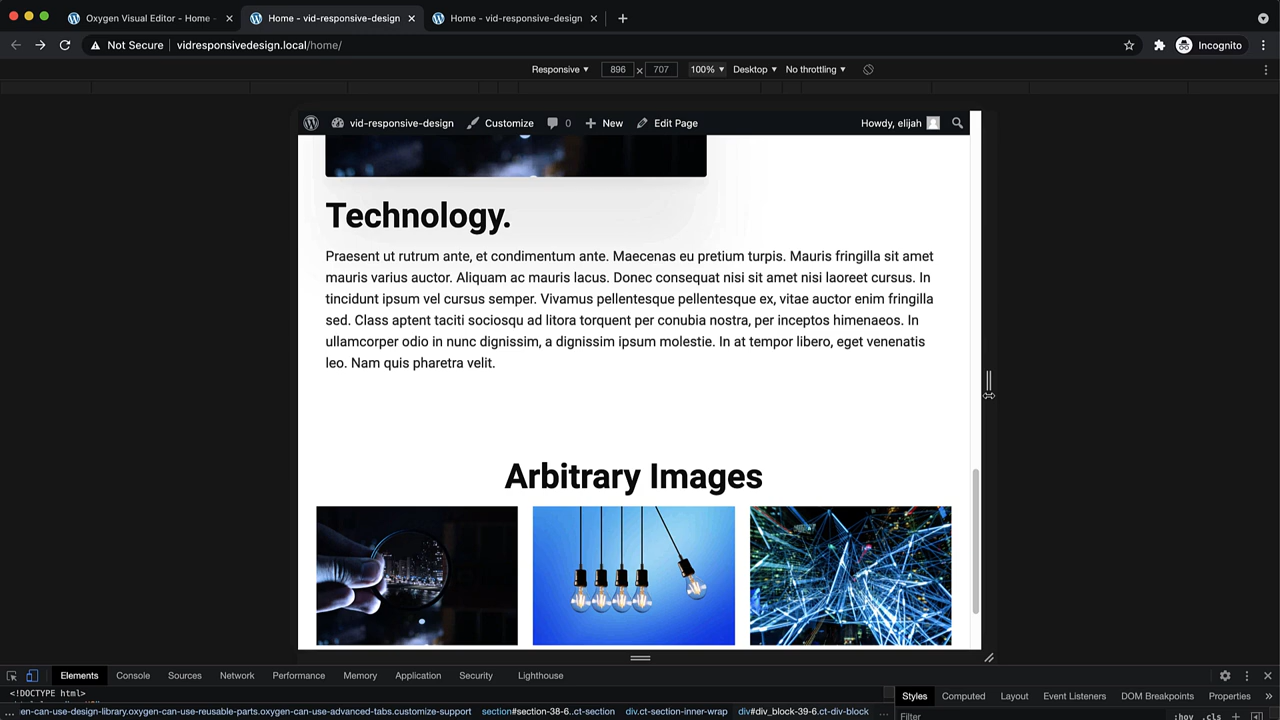 Oxygen Visual Editor - Home -
Home - vid-responsive-design
Home - vid-responsive-design
Not Secure
vidresponsivedesign.local/home/
Incognito
Responsive
896
×
707
100%
Desktop
No throttling
vid-responsive-design
Customize
0
New
Edit Page
Howdy, elijah
Technology.
Praesent ut rutrum ante, et condimentum ante. Maecenas eu pretium turpis. Mauris fringilla sit amet
mauris varius auctor. Aliquam ac mauris lacus. Donec consequat nisi sit amet nisi laoreet cursus. In
tincidunt ipsum vel cursus semper. Vivamus pellentesque pellentesque ex, vitae auctor enim fringilla
sed. Class aptent taciti sociosqu ad litora torquent per conubia nostra, per inceptos himenaeos. In
ullamcorper odio in nunc dignissim, a dignissim ipsum molestie. In at tempor libero, eget venenatis
leo. Nam quis pharetra velit.
Arbitrary Images
Elements
Console
Sources
Network
Performance
Memory
Application
Security
Lighthouse
<!DOCTYPE html>
Styles
Computed
Layout
Event Listeners
DOM Breakpoints
Properties
... en-can-use-design-library.oxygen-can-use-reusable-parts.oxygen-can-use-advanced-tabs.customize-support
section#section-38-6.ct-section
div.ct-section-inner-wrap
div#div_block-39-6.ct-div-block
...
Filter
:hov
.cls